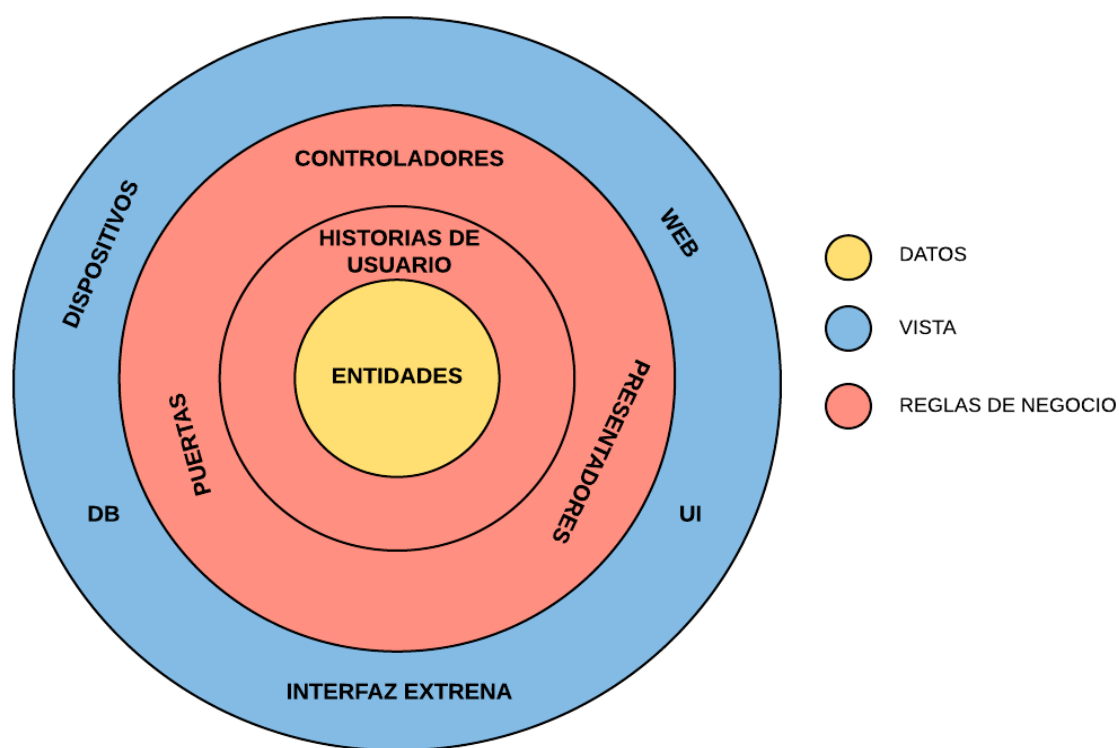 CONTROLADORES
DISPOSITIVOS
WEB
HISTORIAS DE
USUARIO
ENTIDADES
PUERTAS
PRESENTADORES
DB
UI
INTERFAZ EXTRENA
DATOS
VISTA
REGLAS DE NEGOCIO